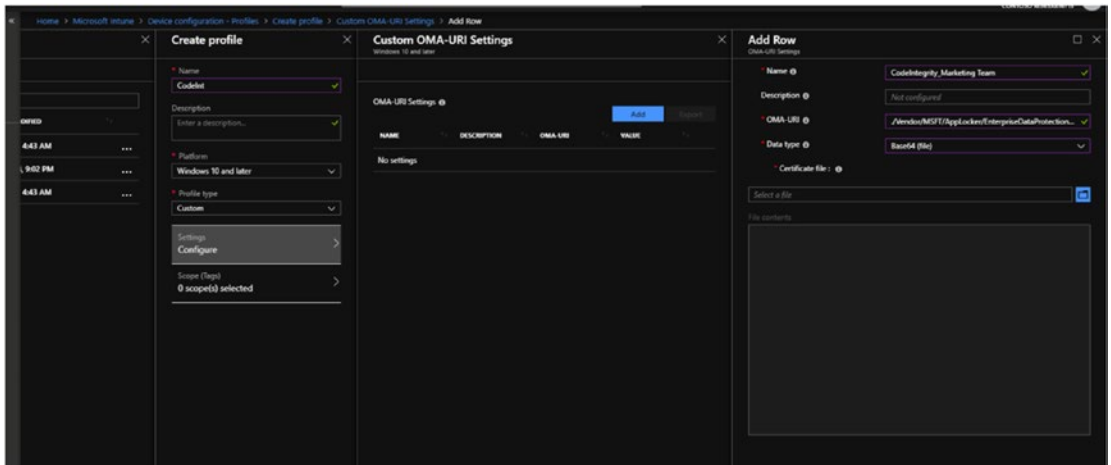 Home > Microsoft Intune > Device configuration - Profiles > Create profile > Custom OMA-URI Settings > Add Row
Create profile
* Name
CodeInt
Description
Enter a description...
* Platform
Windows 10 and later
* Profile type
Custom
Settings
Configure
Scope (Tags)
0 scope(s) selected
4:43 AM
9:02 PM
4:43 AM
Custom OMA-URI Settings
Windows 10 and later
OMA-URI Settings
Add
Export
NAME DESCRIPTION OMA-URI VALUE
No settings
Add Row
OMA-URI Settings
* Name
CodeIntegrity_Marketing Team
Description
Not configured
* OMA-URI
./Vendor/MSFT/AppLocker/EnterpriseDataProtection...
* Data type
Base64 (file)
* Certificate file :
Select a file
File contents